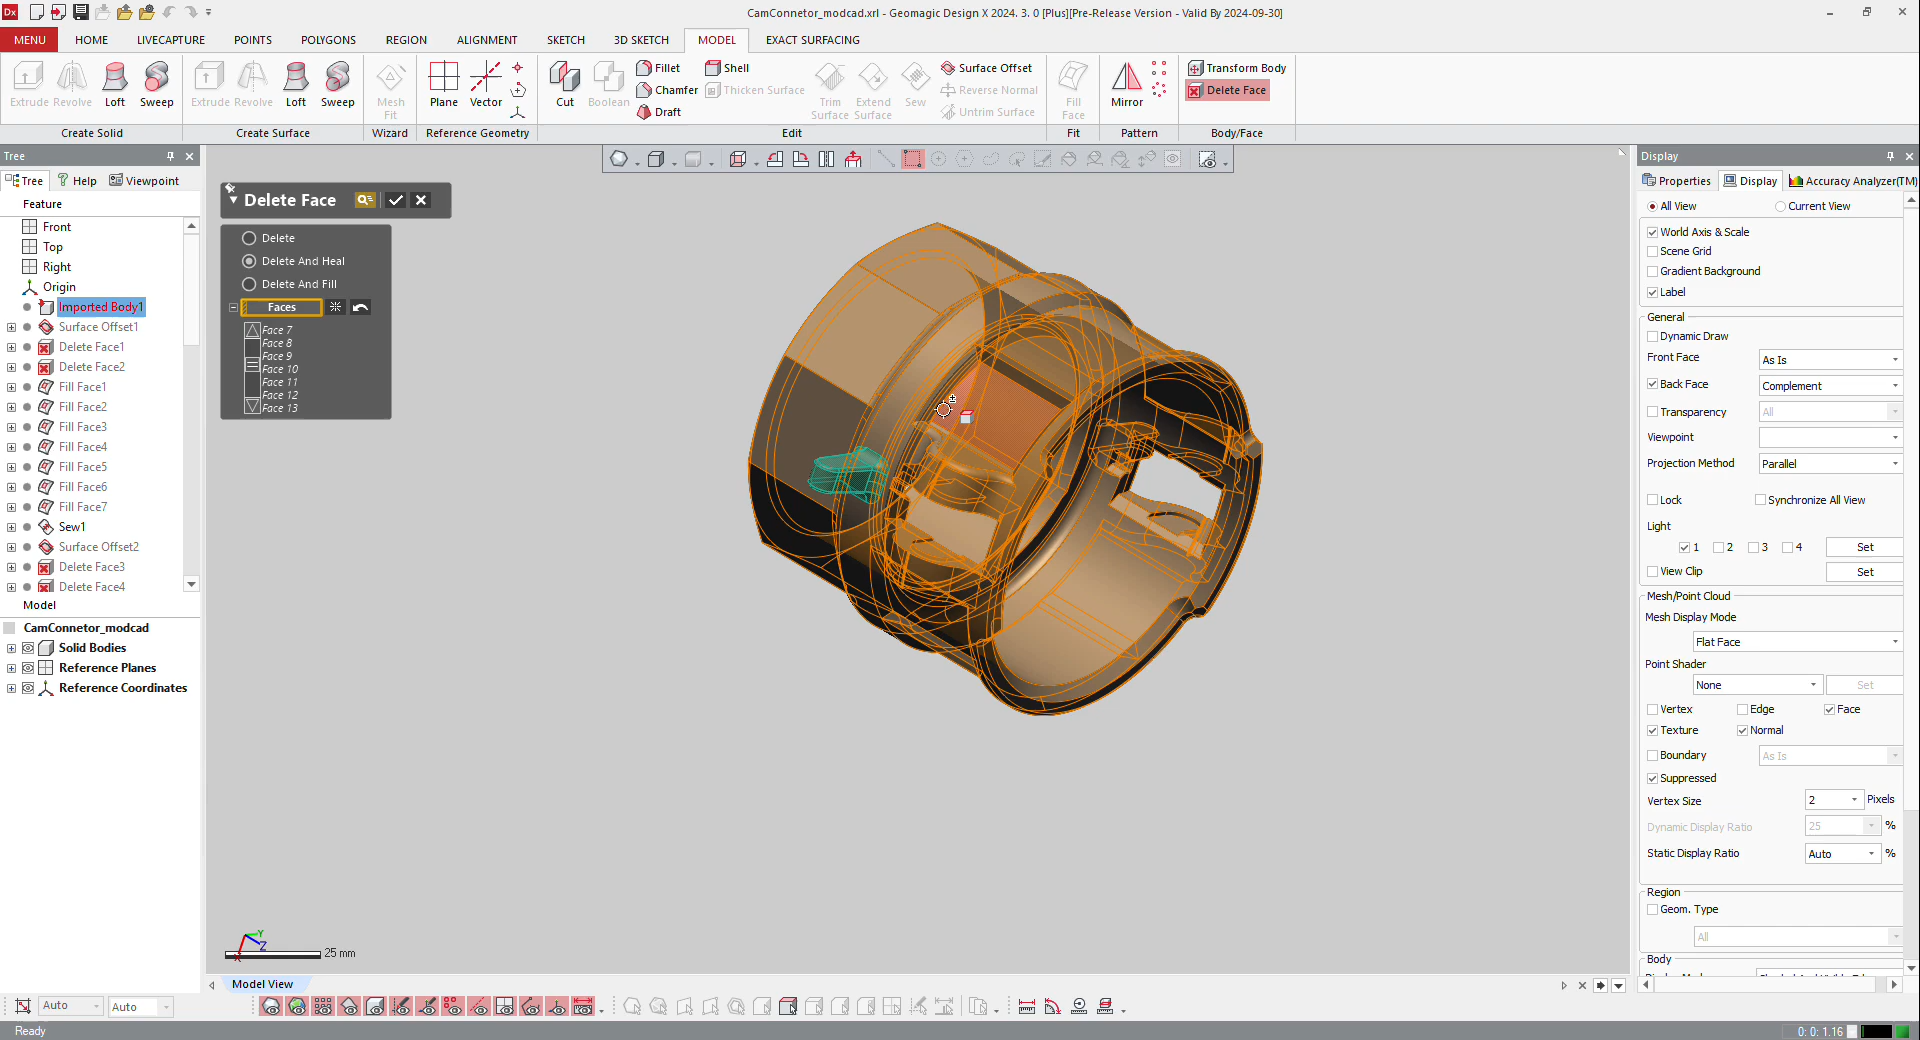 Dx
CamConnetor_modcad.xrl - Geomagic Design X 2024. 3. 0 [Plus][Pre-Release Version - Valid By 2024-09-30]
MENU HOME LIVECAPTURE POINTS POLYGONS REGION ALIGNMENT SKETCH 3D SKETCH MODEL EXACT SURFACING
Extrude Revolve Loft Sweep
Create Solid
Extrude Revolve Loft Sweep
Create Surface
Mesh Fit
Wizard
Plane Vector
Reference Geometry
Cut Boolean
Fillet
Chamfer
Draft
Shell
Thicken Surface
Trim Surface
Extend Surface
Sew
Surface Offset
Reverse Normal
Untrim Surface
Edit
Fill Face
Fit
Mirror
Pattern
Transform Body
Delete Face
Body/Face
Tree
Tree Help Viewpoint
Feature
Front
Top
Right
Origin
Imported Body1
Surface Offset1
Delete Face1
Delete Face2
Fill Face1
Fill Face2
Fill Face3
Fill Face4
Fill Face5
Fill Face6
Fill Face7
Sew1
Surface Offset2
Delete Face3
Delete Face4
Model
CamConnetor_modcad
Solid Bodies
Reference Planes
Reference Coordinates
Delete Face
Delete
Delete And Heal
Delete And Fill
Faces
Face 7
Face 8
Face 9
Face 10
Face 11
Face 12
Face 13
Y
Z
X
25 mm
Model View
Display
Properties Display Accuracy Analyzer(TM)
All View Current View
World Axis & Scale
Scene Grid
Gradient Background
Label
General
Dynamic Draw
Front Face As Is
Back Face Complement
Transparency All
Viewpoint
Projection Method Parallel
Lock Synchronize All View
Light
1 2 3 4 Set
View Clip Set
Mesh/Point Cloud
Mesh Display Mode
Flat Face
Point Shader
None Set
Vertex Edge Face
Texture Normal
Boundary As Is
Suppressed
Vertex Size 2 Pixels
Dynamic Display Ratio 25 %
Static Display Ratio Auto %
Region
Geom. Type
All
Body
Auto Auto
Ready
0: 0: 1.16